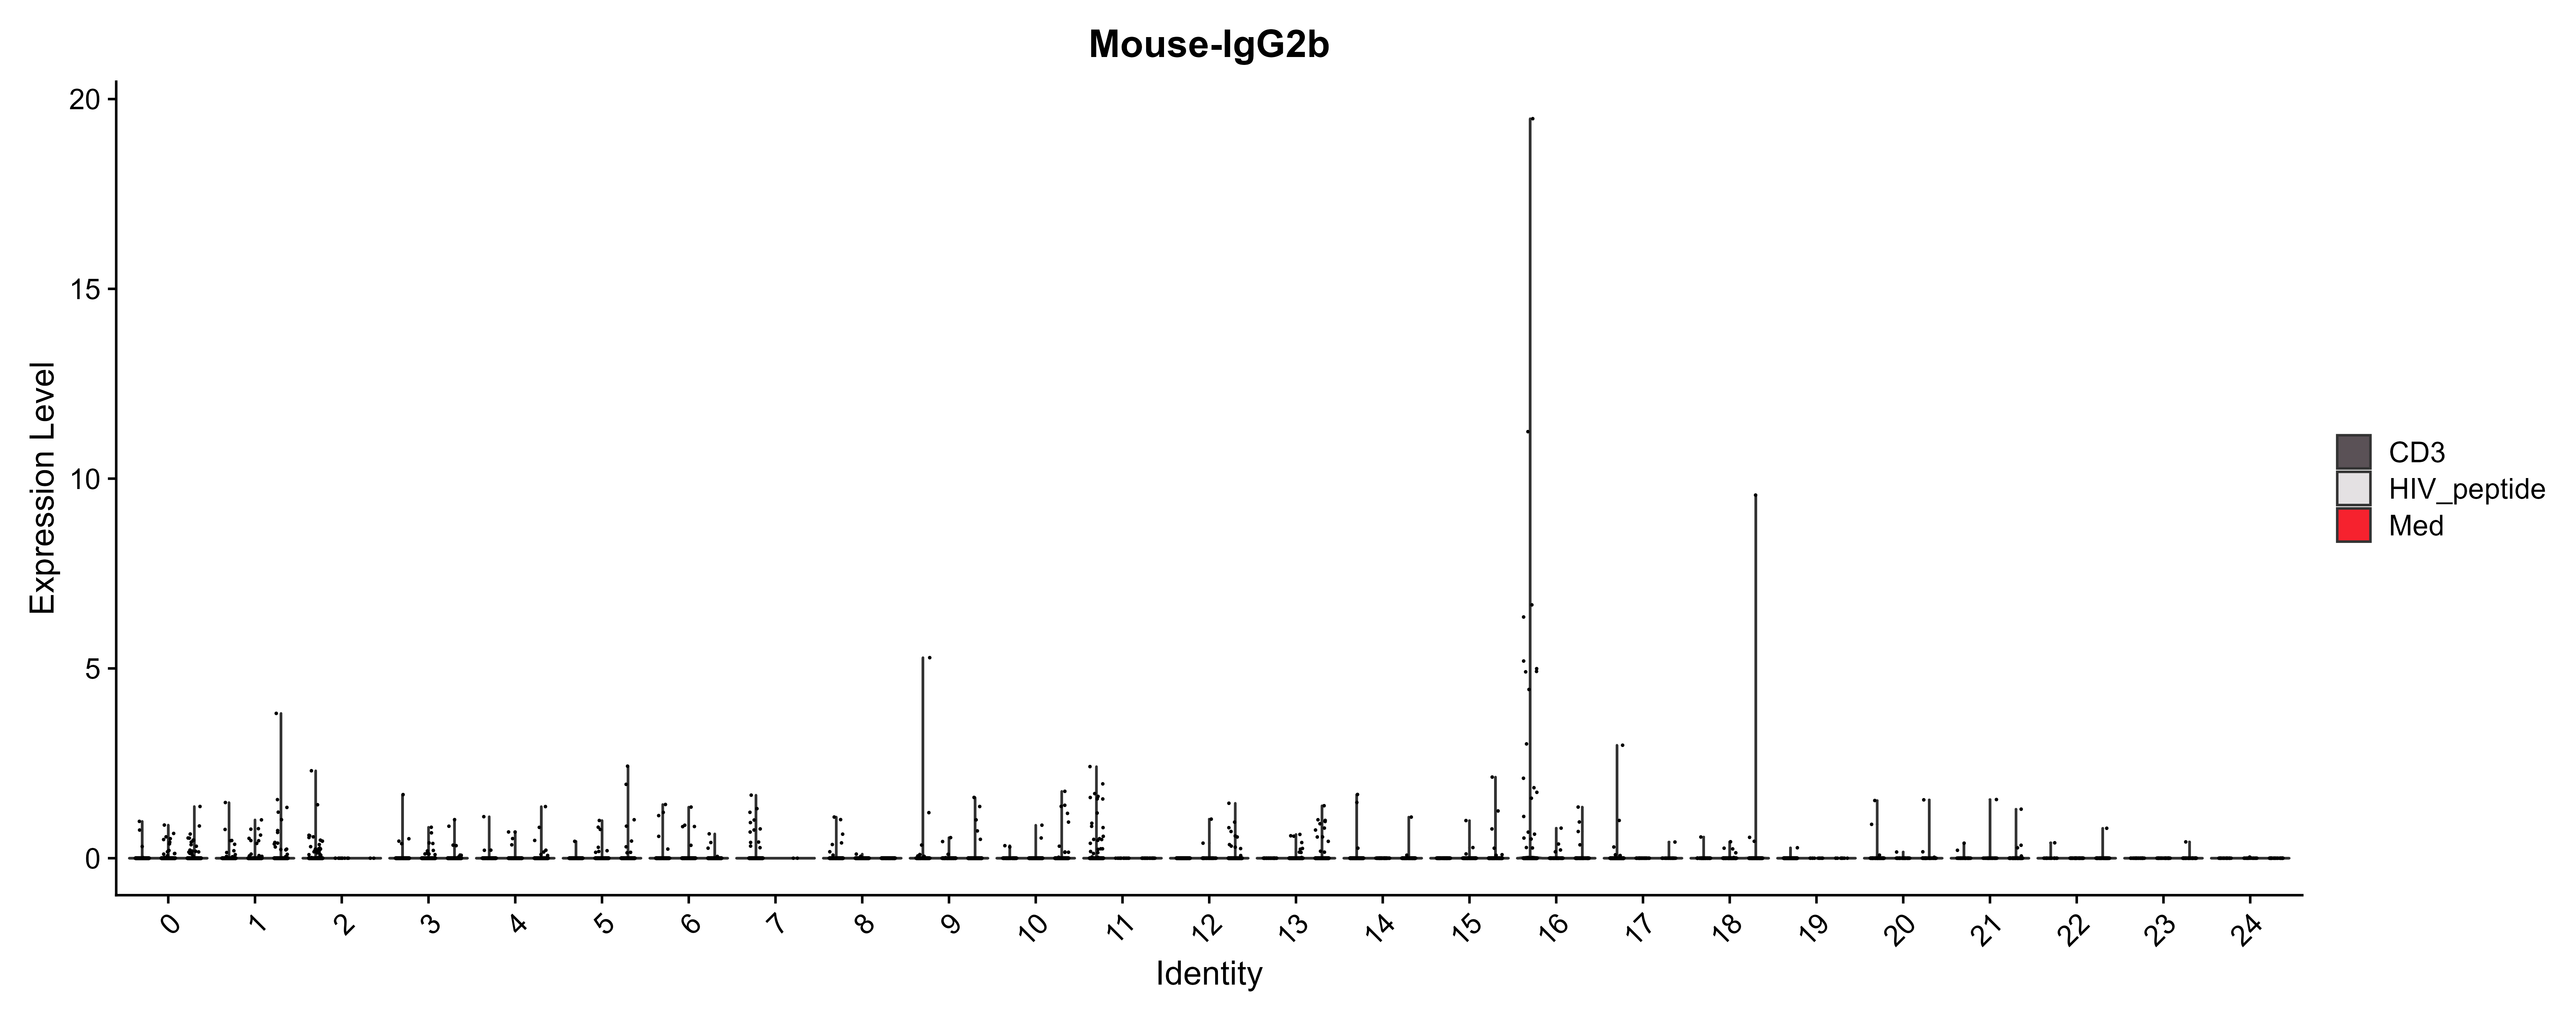 Mouse-IgG2b
Expression Level
20
15
10
5
0
0 1 2 3 4 5 6 7 8 9 10 11 12 13 14 15 16 17 18 19 20 21 22 23 24
Identity
CD3
HIV_peptide
Med